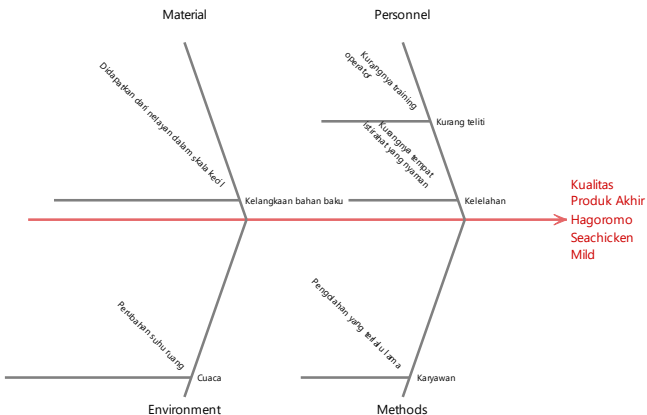 Material
Personnel
Didapatkan dari nelayan dalam skala kecil
Kurangnya training
operator
Kurang teliti
Kurangnya tempat
istirahat yang nyaman
Kelangkaan bahan baku
Kelelahan
Kualitas
Produk Akhir
Hagoromo
Seachicken
Mild
Perubahan suhu ruang
Pengolahan yang terlalu lama
Cuaca
Karyawan
Environment
Methods